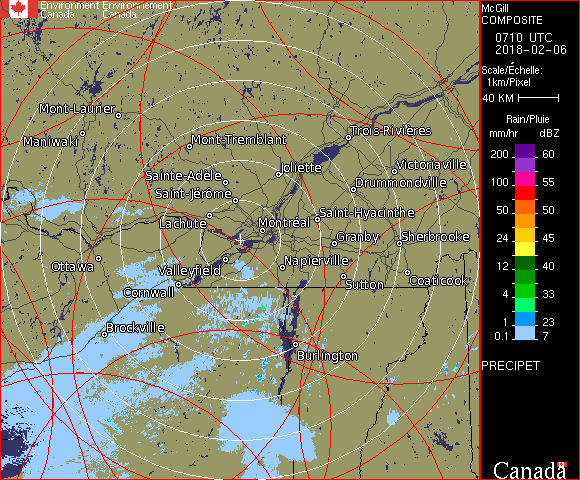 Environment Environnement
Canada Canada
McGill
COMPOSITE
0710 UTC
2018-02-06
Scale/Échelle:
1km/Pixel
40 KM
Rain/Pluie
mm/hr dBZ
200 60
100 55
50 50
24 45
12 40
4 33
1 23
0.1 7
PRECIPET
Canada
Mont-Laurier
Maniwaki
Mont-Tremblant
Trois-Rivières
Joliette
Victoriaville
Sainte-Adèle
Drummondville
Saint-Jérôme
Saint-Hyacinthe
Lachute
Montréal
Granby
Sherbrooke
Ottawa
Valleyfield
Napierville
Cornwall
Sutton
Coaticook
Brockville
Burlington